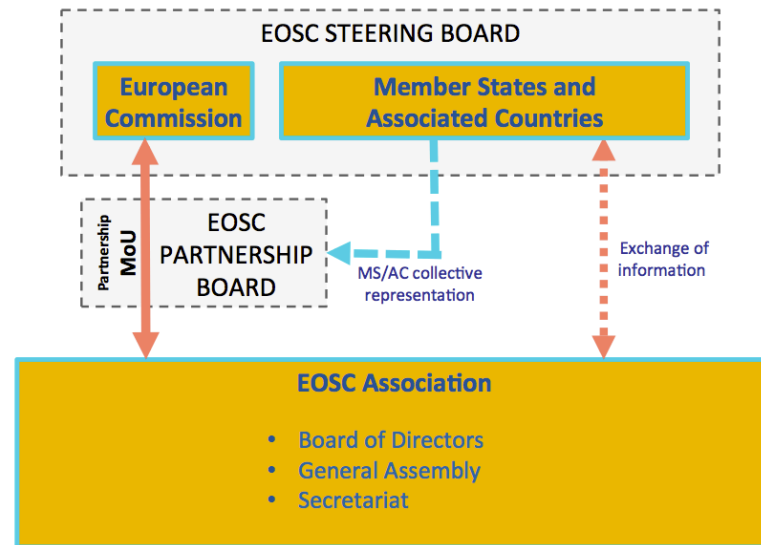 EOSC STEERING BOARD
European
Commission
Member States and
Associated Countries
Partnership
MoU
EOSC
PARTNERSHIP
BOARD
MS/AC collective
representation
Exchange of
information
EOSC Association
• Board of Directors
• General Assembly
• Secretariat